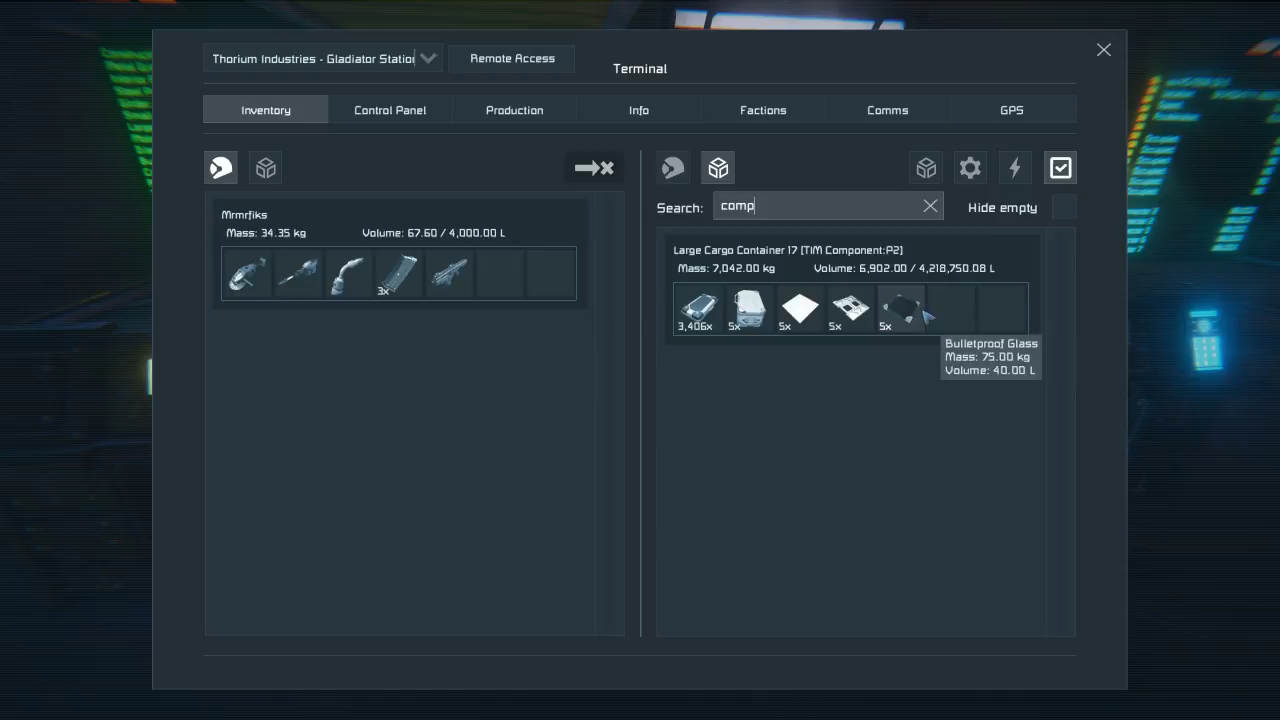 Thorium Industries - Gladiator Station
Remote Access
Terminal
Inventory
Control Panel
Production
Info
Factions
Comms
GPS
Search: comp
Hide empty
Mrmrfiks
Mass: 34.35 kg Volume: 67.60 / 4,000.00 L
3x
Large Cargo Container 17 [TIM Component:P2]
Mass: 7,042.00 kg Volume: 6,902.00 / 4,218,750.08 L
3,406x 5x 5x 5x 5x
Bulletproof Glass
Mass: 75.00 kg
Volume: 40.00 L